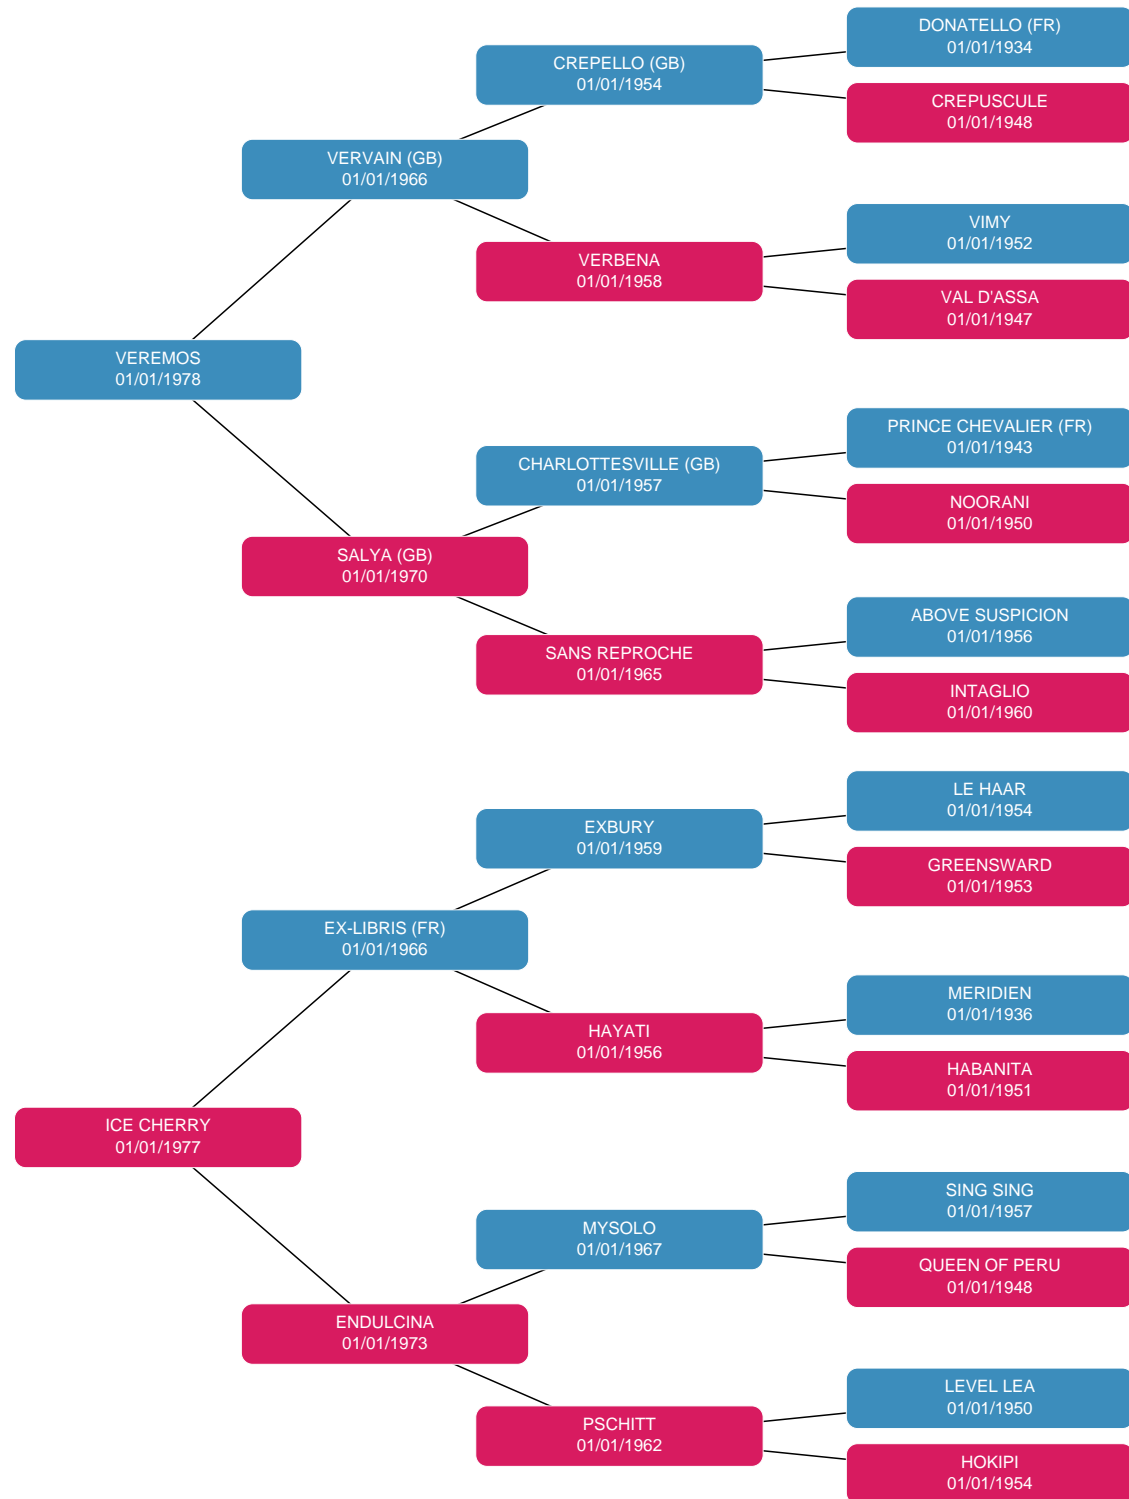 DONATELLO (FR)
01/01/1934
CREPELLO (GB)
01/01/1954
CREPUSCULE
01/01/1948
VERVAIN (GB)
01/01/1966
VIMY
01/01/1952
VERBENA
01/01/1958
VAL D'ASSA
01/01/1947
VEREMOS
01/01/1978
PRINCE CHEVALIER (FR)
01/01/1943
CHARLOTTESVILLE (GB)
01/01/1957
NOORANI
01/01/1950
SALYA (GB)
01/01/1970
ABOVE SUSPICION
01/01/1956
SANS REPROCHE
01/01/1965
INTAGLIO
01/01/1960
LE HAAR
01/01/1954
EXBURY
01/01/1959
GREENSWARD
01/01/1953
EX-LIBRIS (FR)
01/01/1966
MERIDIEN
01/01/1936
HAYATI
01/01/1956
HABANITA
01/01/1951
ICE CHERRY
01/01/1977
SING SING
01/01/1957
MYSOLO
01/01/1967
QUEEN OF PERU
01/01/1948
ENDULCINA
01/01/1973
LEVEL LEA
01/01/1950
PSCHITT
01/01/1962
HOKIPI
01/01/1954